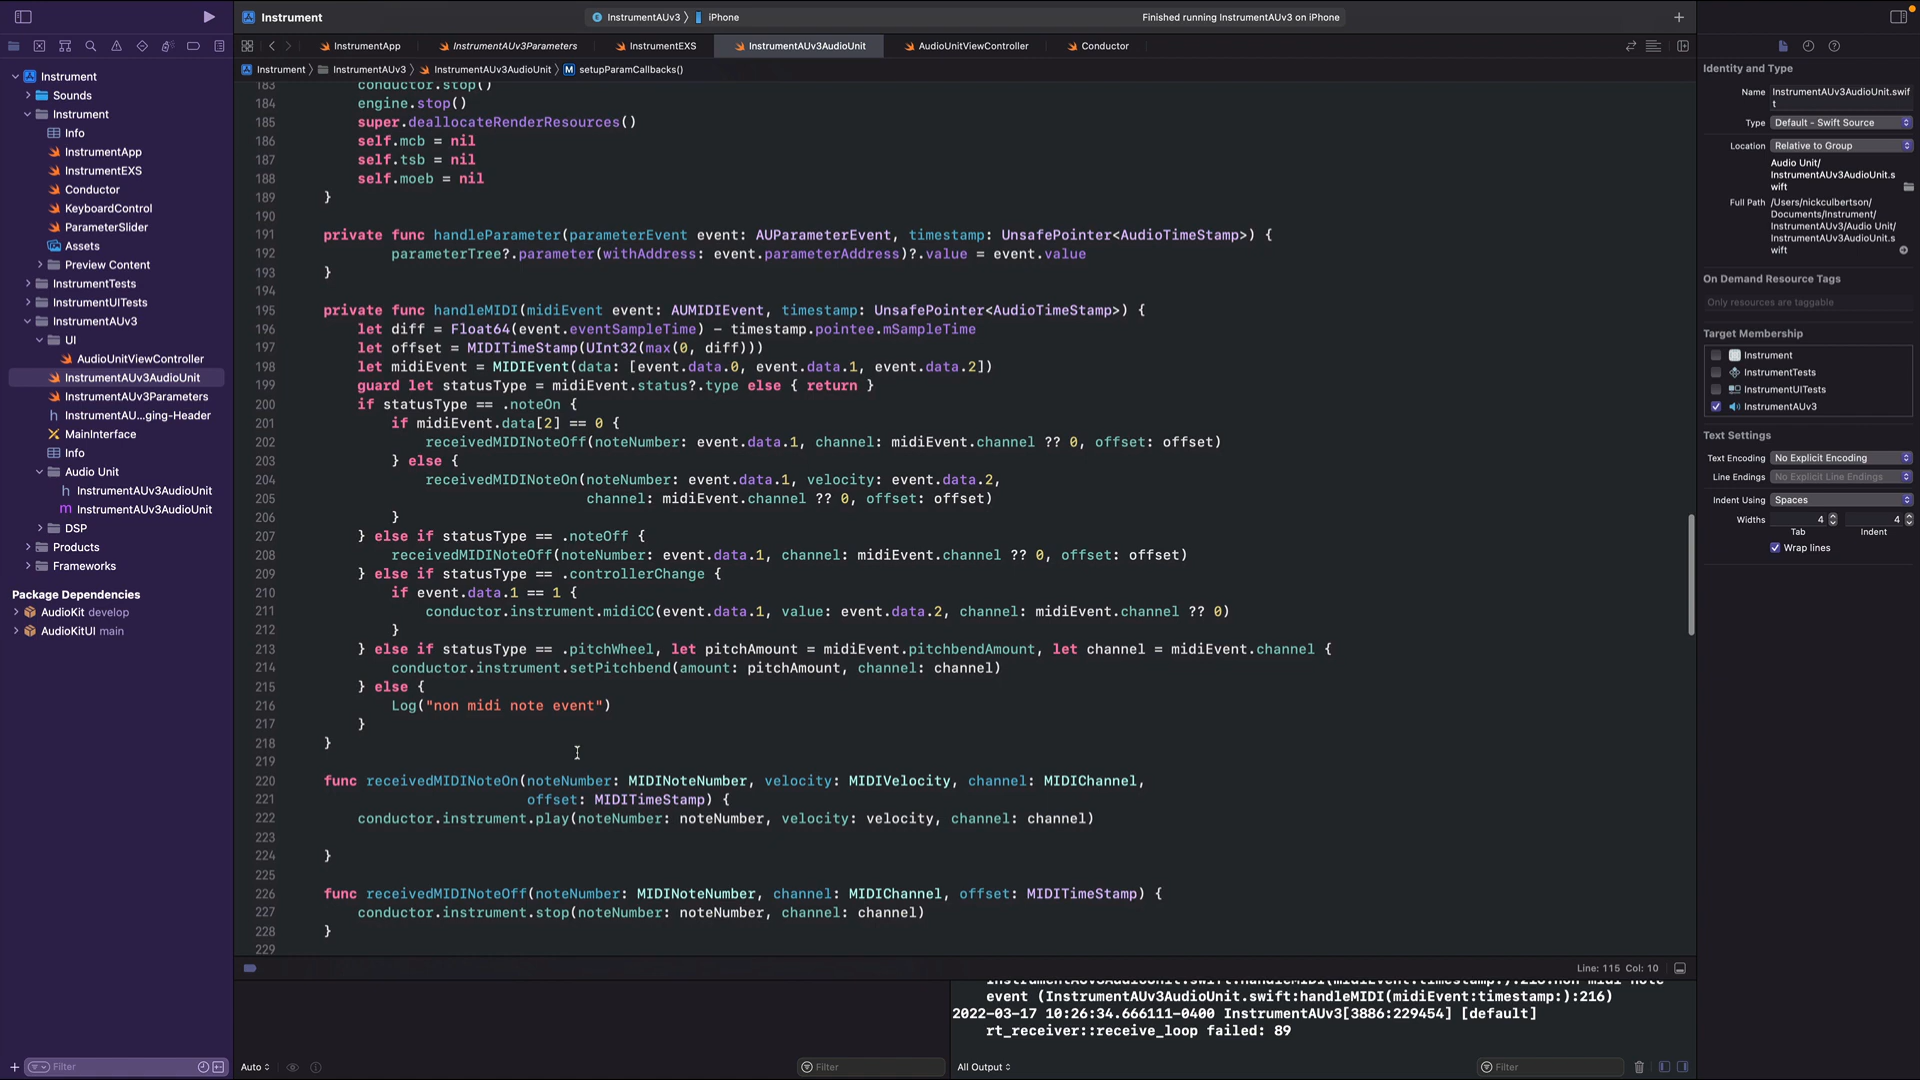 Instrument
InstrumentAUv3 〉 iPhone
Finished running InstrumentAUv3 on iPhone
InstrumentApp
InstrumentAUv3Parameters
InstrumentEXS
InstrumentAUv3AudioUnit
AudioUnitViewController
Conductor
Instrument 〉 InstrumentAUv3 〉 InstrumentAUv3AudioUnit 〉 M setupParamCallbacks()
Instrument
Sounds
Instrument
Info
InstrumentApp
InstrumentEXS
Conductor
KeyboardControl
ParameterSlider
Assets
Preview Content
InstrumentTests
InstrumentUITests
InstrumentAUv3
UI
AudioUnitViewController
InstrumentAUv3AudioUnit
InstrumentAUv3Parameters
h InstrumentAU...ging-Header
MainInterface
Info
Audio Unit
h InstrumentAUv3AudioUnit
m InstrumentAUv3AudioUnit
DSP
Products
Frameworks
Package Dependencies
AudioKit develop
AudioKitUI main
Filter
183 conductor.stop()
184 engine.stop()
185 super.deallocateRenderResources()
186 self.mcb = nil
187 self.tsb = nil
188 self.moeb = nil
189 }
190
191 private func handleParameter(parameterEvent event: AUParameterEvent, timestamp: UnsafePointer<AudioTimeStamp>) {
192 parameterTree?.parameter(withAddress: event.parameterAddress)?.value = event.value
193 }
194
195 private func handleMIDI(midiEvent event: AUMIDIEvent, timestamp: UnsafePointer<AudioTimeStamp>) {
196 let diff = Float64(event.eventSampleTime) - timestamp.pointee.mSampleTime
197 let offset = MIDITimeStamp(UInt32(max(0, diff)))
198 let midiEvent = MIDIEvent(data: [event.data.0, event.data.1, event.data.2])
199 guard let statusType = midiEvent.status?.type else { return }
200 if statusType == .noteOn {
201 if midiEvent.data[2] == 0 {
202 receivedMIDINoteOff(noteNumber: event.data.1, channel: midiEvent.channel ?? 0, offset: offset)
203 } else {
204 receivedMIDINoteOn(noteNumber: event.data.1, velocity: event.data.2,
205 channel: midiEvent.channel ?? 0, offset: offset)
206 }
207 } else if statusType == .noteOff {
208 receivedMIDINoteOff(noteNumber: event.data.1, channel: midiEvent.channel ?? 0, offset: offset)
209 } else if statusType == .controllerChange {
210 if event.data.1 == 1 {
211 conductor.instrument.midiCC(event.data.1, value: event.data.2, channel: midiEvent.channel ?? 0)
212 }
213 } else if statusType == .pitchWheel, let pitchAmount = midiEvent.pitchbendAmount, let channel = midiEvent.channel {
214 conductor.instrument.setPitchbend(amount: pitchAmount, channel: channel)
215 } else {
216 Log("non midi note event")
217 }
218 }
219
220 func receivedMIDINoteOn(noteNumber: MIDINoteNumber, velocity: MIDIVelocity, channel: MIDIChannel,
221 offset: MIDITimeStamp) {
222 conductor.instrument.play(noteNumber: noteNumber, velocity: velocity, channel: channel)
223
224 }
225
226 func receivedMIDINoteOff(noteNumber: MIDINoteNumber, channel: MIDIChannel, offset: MIDITimeStamp) {
227 conductor.instrument.stop(noteNumber: noteNumber, channel: channel)
228 }
229
Line: 115 Col: 10
event (InstrumentAUv3AudioUnit.swift:handleMIDI(midiEvent:timestamp:):216)
2022-03-17 10:26:34.666111-0400 InstrumentAUv3[3886:229454] [default]
rt_receiver::receive_loop failed: 89
Auto
Filter
All Output
Filter
Identity and Type
Name InstrumentAUv3AudioUnit.swif
t
Type Default - Swift Source
Location Relative to Group
Audio Unit/
InstrumentAUv3AudioUnit.s
wift
Full Path /Users/nickculbertson/
Documents/Instrument/
InstrumentAUv3/Audio Unit/
InstrumentAUv3AudioUnit.s
wift
On Demand Resource Tags
Only resources are taggable
Target Membership
Instrument
InstrumentTests
InstrumentUITests
InstrumentAUv3
Text Settings
Text Encoding No Explicit Encoding
Line Endings No Explicit Line Endings
Indent Using Spaces
Widths 4 4
Tab Indent
Wrap lines